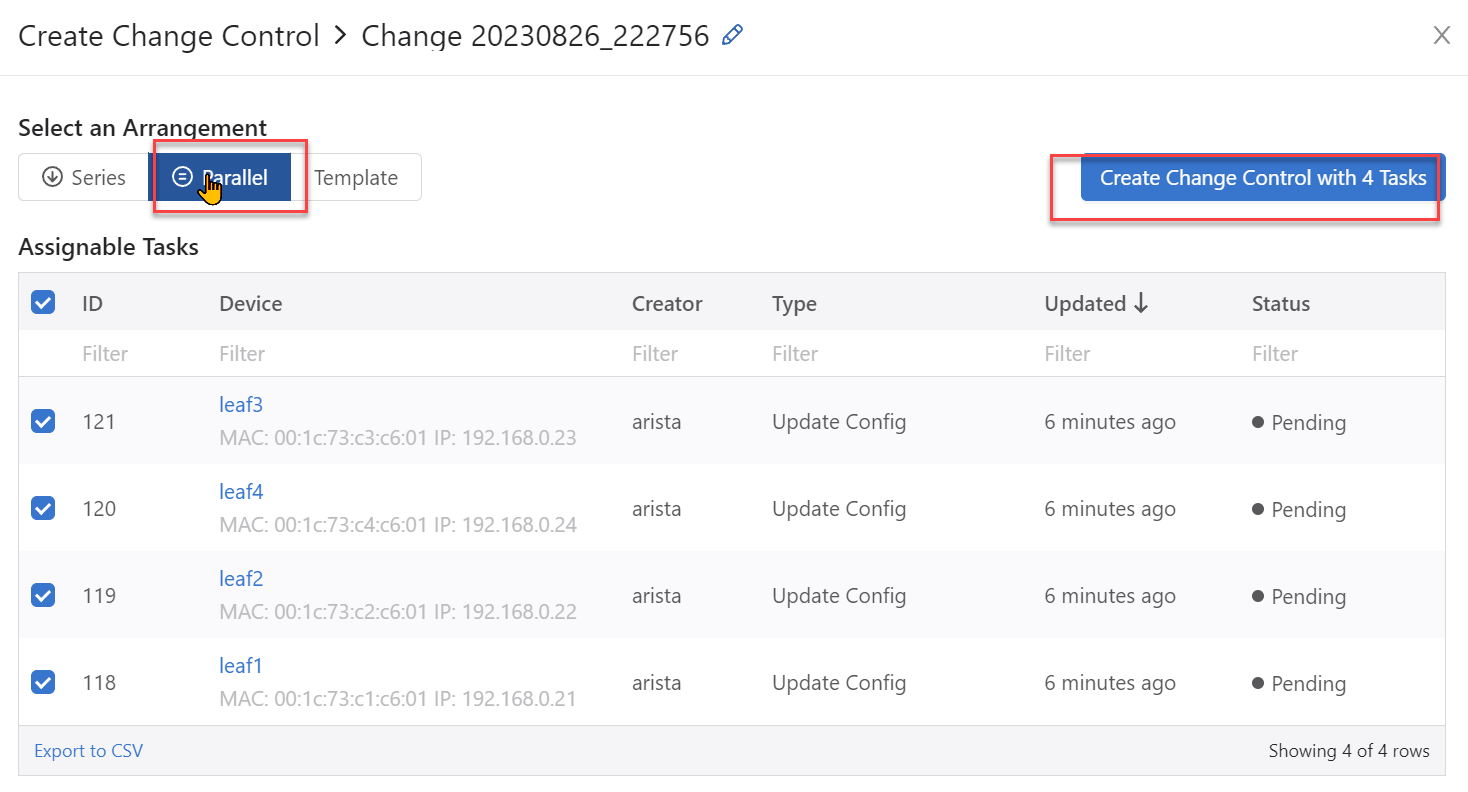 Create Change Control > Change 20230826_222756
Select an Arrangement
Series Parallel Template
Create Change Control with 4 Tasks
Assignable Tasks
ID Device Creator Type Updated Status
Filter Filter Filter Filter Filter Filter
leaf3
121 arista Update Config 6 minutes ago Pending
MAC: 00:1c:73:c3:c6:01 IP: 192.168.0.23
leaf4
120 arista Update Config 6 minutes ago Pending
MAC: 00:1c:73:c4:c6:01 IP: 192.168.0.24
leaf2
119 arista Update Config 6 minutes ago Pending
MAC: 00:1c:73:c2:c6:01 IP: 192.168.0.22
leaf1
118 arista Update Config 6 minutes ago Pending
MAC: 00:1c:73:c1:c6:01 IP: 192.168.0.21
Export to CSV Showing 4 of 4 rows